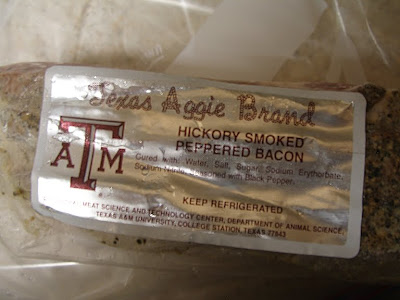 Texas Aggie Brand
HICKORY SMOKED
PEPPERED BACON
ATM
Cured with: Water, Salt, Sugar, Sodium Erythorbate,
Sodium Nitrite, Seasoned with Black Pepper.
KEEP REFRIGERATED
MEAT SCIENCE AND TECHNOLOGY CENTER, DEPARTMENT OF ANIMAL SCIENCE,
TEXAS A&M UNIVERSITY, COLLEGE STATION, TEXAS 77843